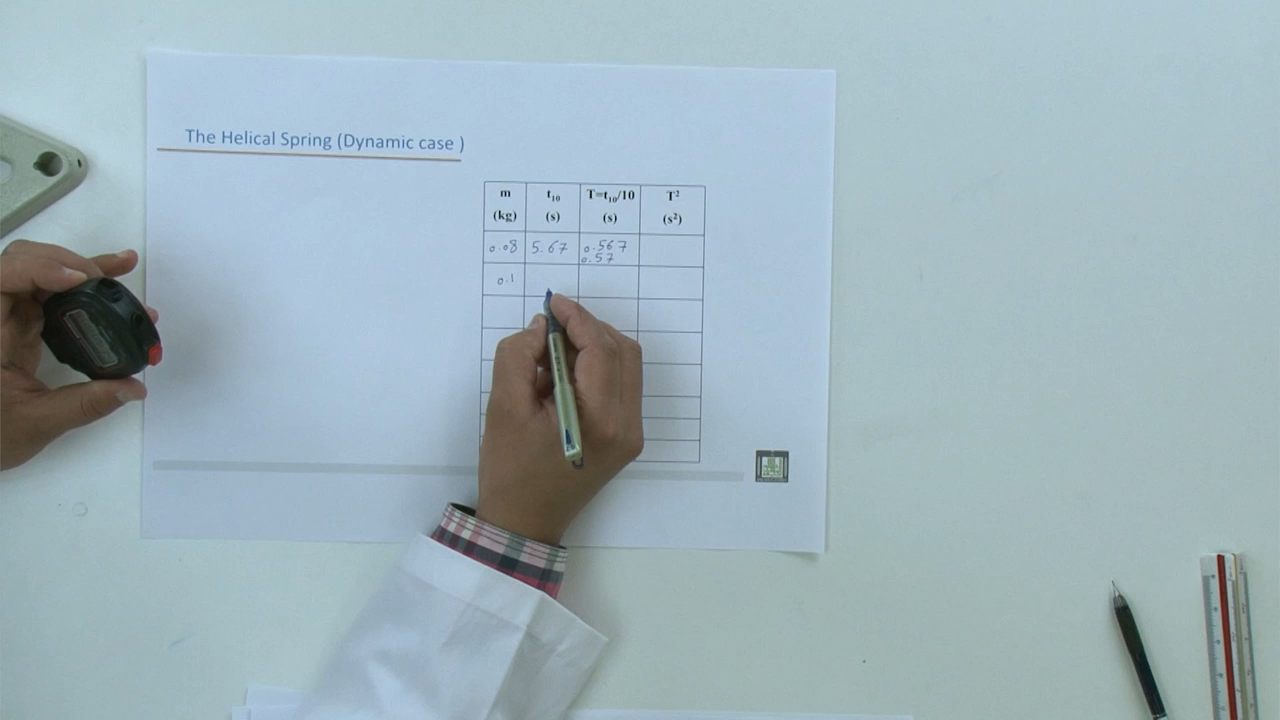 The Helical Spring (Dynamic case )
m t₁₀ T=t₁₀/10 T²
(kg) (s) (s) (s²)
0.08 5.67 0.567
0.57
0.1